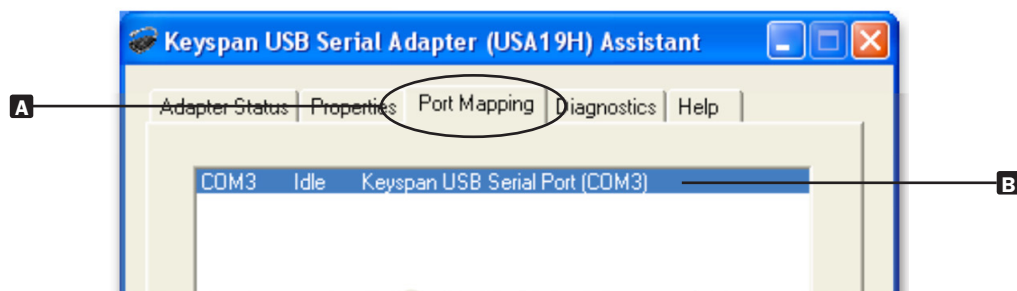 Keyspan USB Serial Adapter (USA19H) Assistant
A
Adapter Status Properties Port Mapping Diagnostics Help
COM3 Idle Keyspan USB Serial Port (COM3)
B